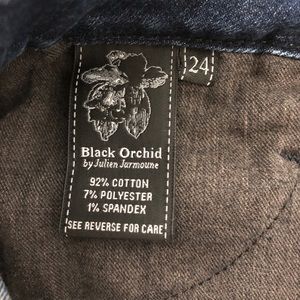 24
Black Orchid
by Julien Jarmoune
92% COTTON
7% POLYESTER
1% SPANDEX
SEE REVERSE FOR CARE